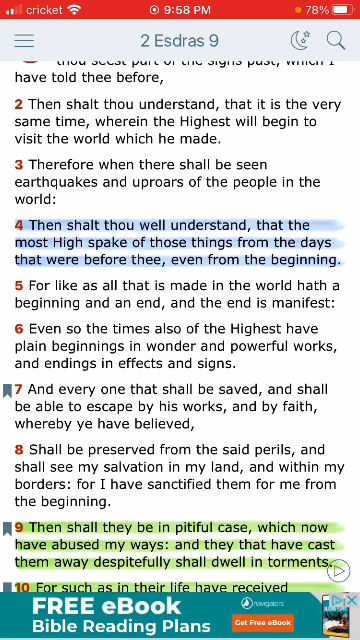 cricket 9:58 PM 78%
2 Esdras 9
thou seest part of the signs past, which I
have told thee before,
2 Then shalt thou understand, that it is the very
same time, wherein the Highest will begin to
visit the world which he made.
3 Therefore when there shall be seen
earthquakes and uproars of the people in the
world:
4 Then shalt thou well understand, that the
most High spake of those things from the days
that were before thee, even from the beginning.
5 For like as all that is made in the world hath a
beginning and an end, and the end is manifest:
6 Even so the times also of the Highest have
plain beginnings in wonder and powerful works,
and endings in effects and signs.
7 And every one that shall be saved, and shall
be able to escape by his works, and by faith,
whereby ye have believed,
8 Shall be preserved from the said perils, and
shall see my salvation in my land, and within my
borders: for I have sanctified them for me from
the beginning.
9 Then shall they be in pitiful case, which now
have abused my ways: and they that have cast
them away despitefully shall dwell in torments.
10 For such as in their life have received
FREE eBook
Bible Reading Plans
navigators
Get Free eBook